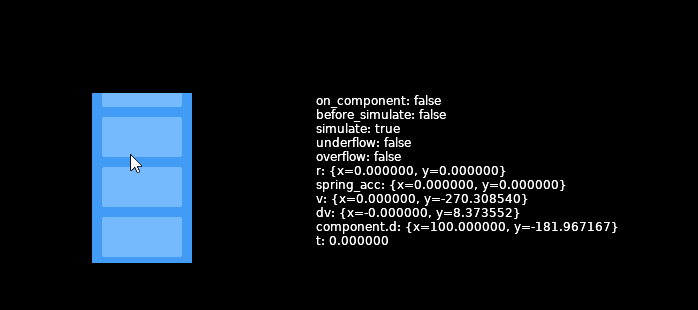 on_component: false
before_simulate: false
simulate: true
underflow: false
overflow: false
r: {x=0.000000, y=0.000000}
spring_acc: {x=0.000000, y=0.000000}
v: {x=0.000000, y=-270.308540}
dv: {x=-0.000000, y=8.373552}
component.d: {x=100.000000, y=-181.967167}
t: 0.000000